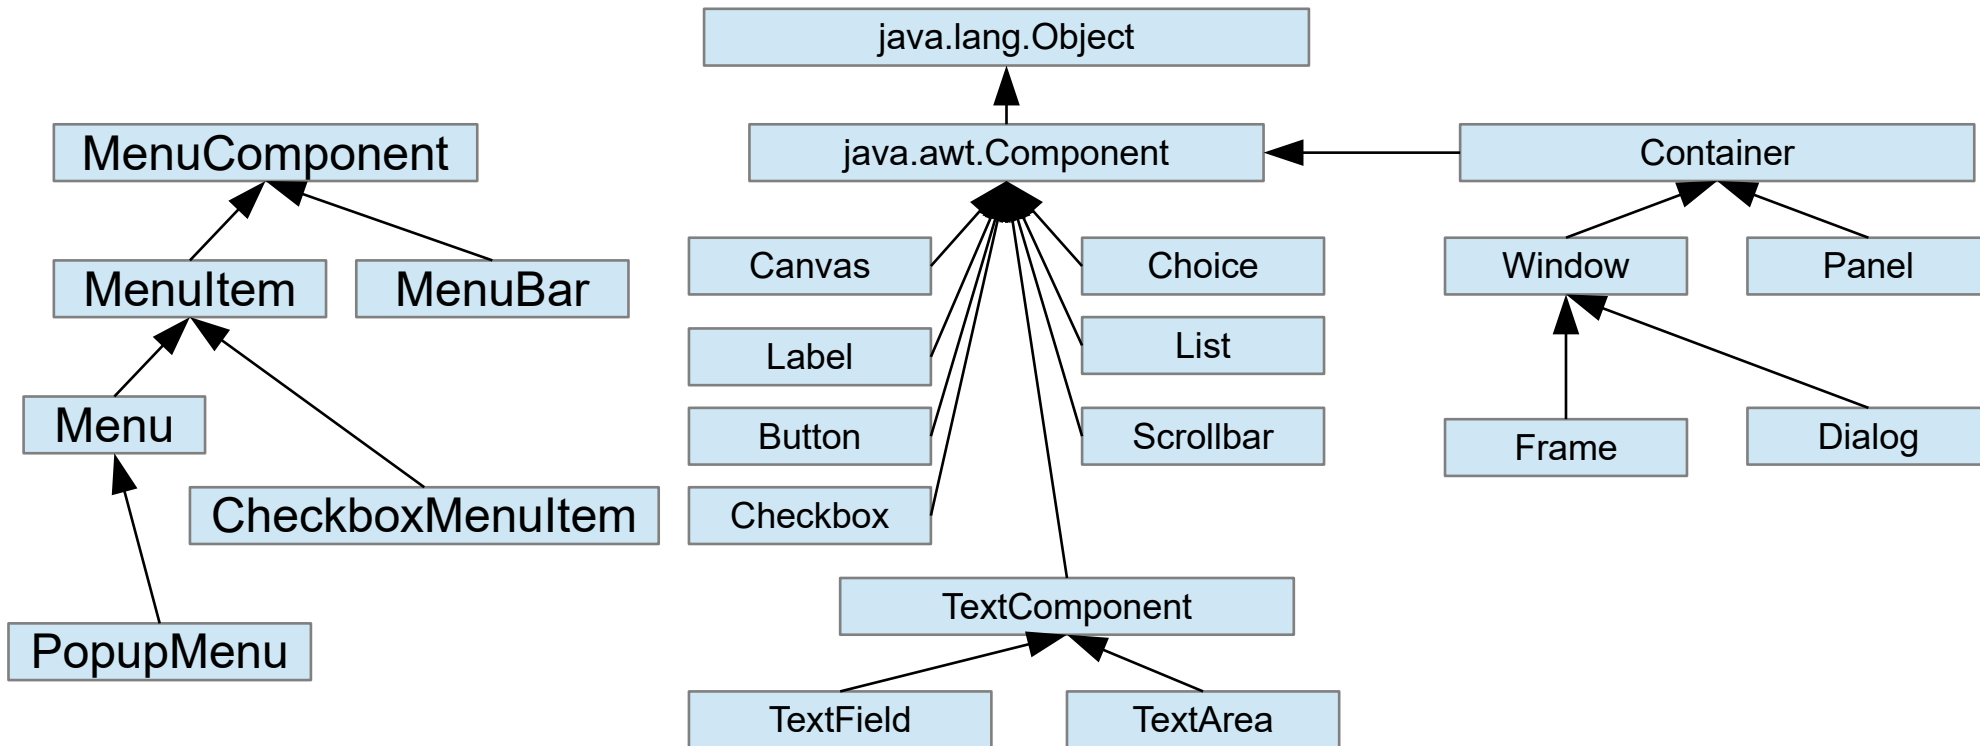 java.lang.Object
MenuComponent
java.awt.Component
Container
Canvas
Choice
Window
Panel
MenuItem
MenuBar
Label
List
Menu
Button
Scrollbar
Frame
Dialog
CheckboxMenuItem
Checkbox
TextComponent
PopupMenu
TextField
TextArea